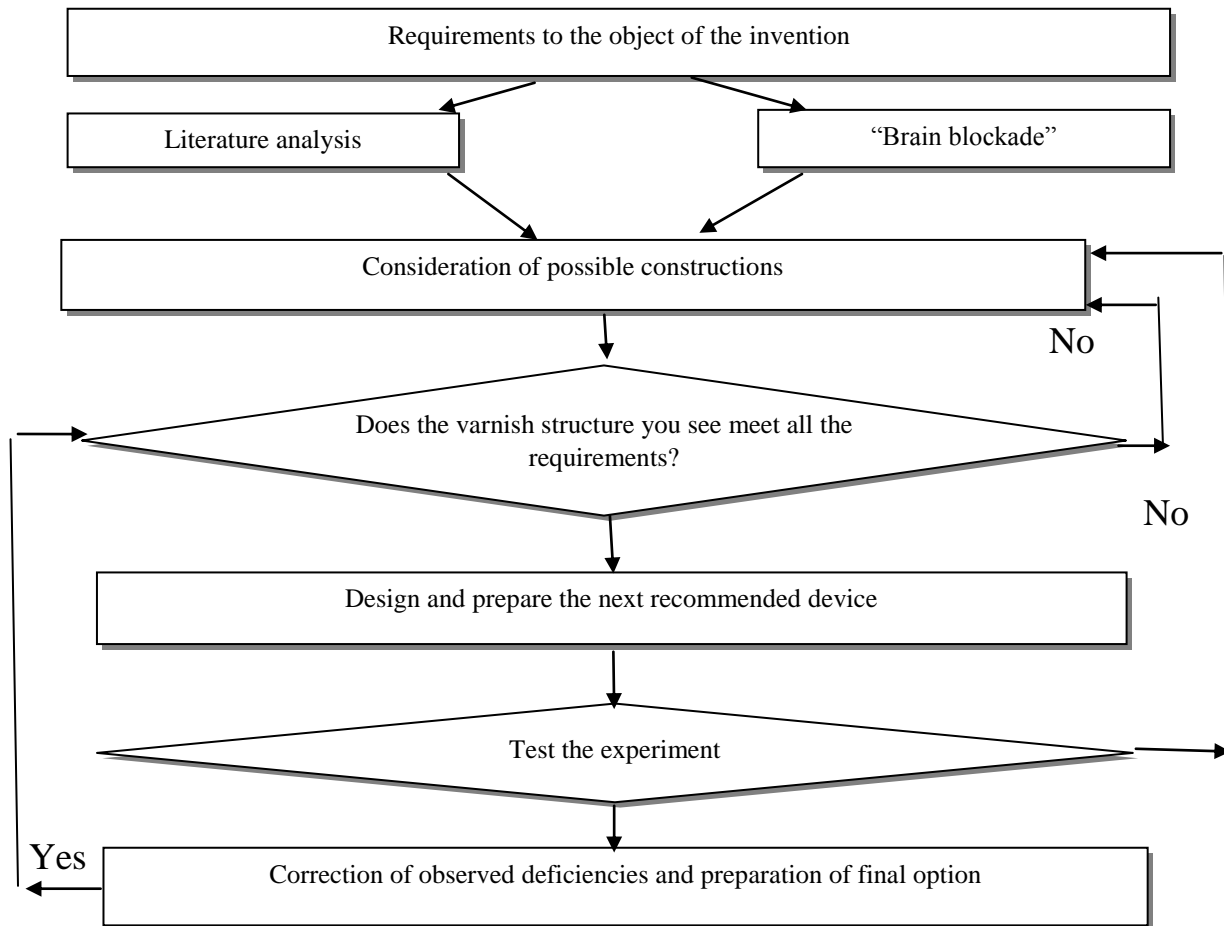 Requirements to the object of the invention
Literature analysis
“Brain blockade”
Consideration of possible constructions
No
Does the varnish structure you see meet all the
requirements?
No
Design and prepare the next recommended device
Test the experiment
Yes
Correction of observed deficiencies and preparation of final option